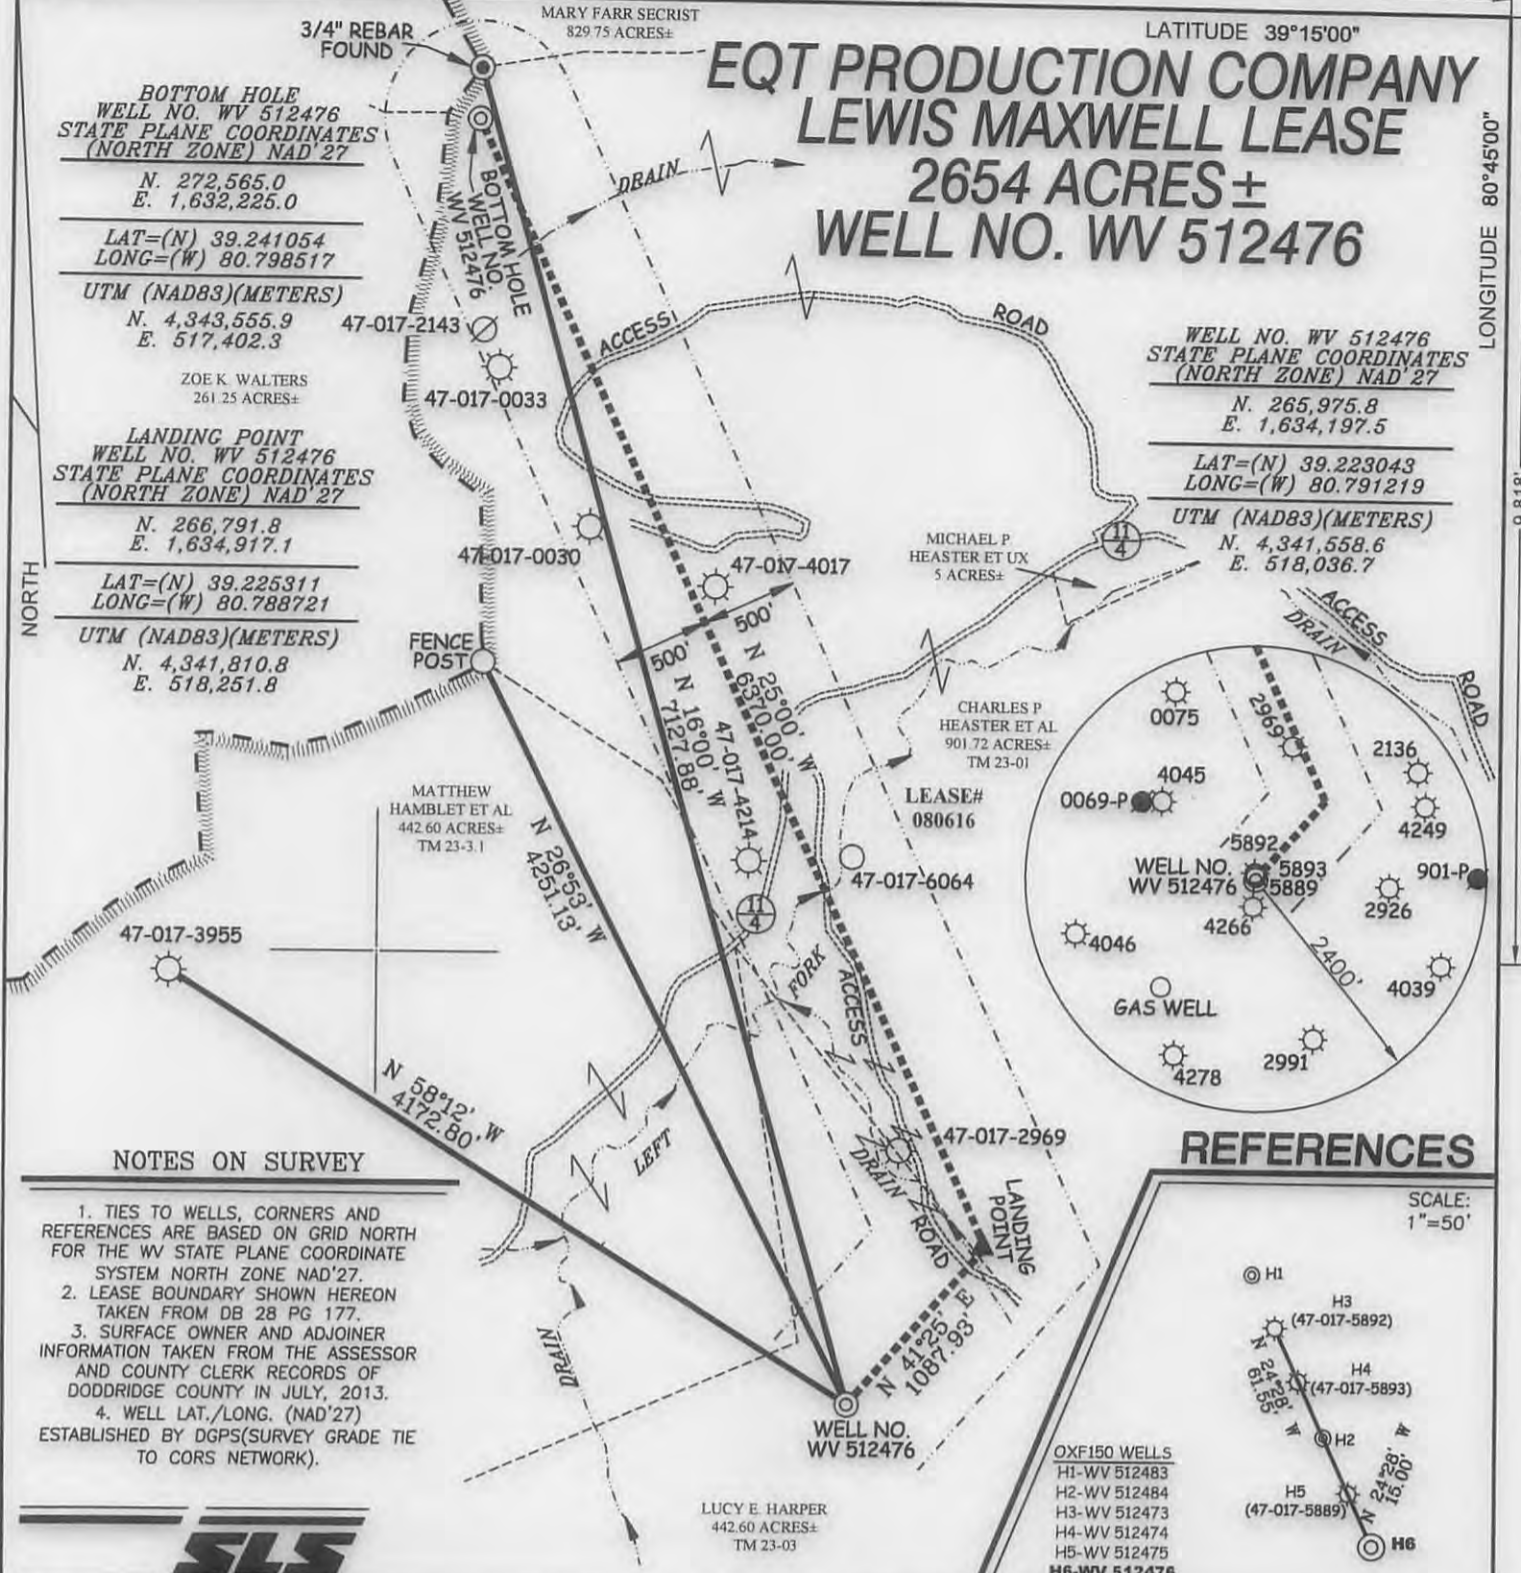 LATITUDE 39°15'00"
EQT PRODUCTION COMPANY
LEWIS MAXWELL LEASE
2654 ACRES±
WELL NO. WV 512476
LONGITUDE 80°45'00"
3/4" REBAR
FOUND
MARY FARR SECRIST
829.75 ACRES±
BOTTOM HOLE
WELL NO. WV 512476
STATE PLANE COORDINATES
(NORTH ZONE) NAD'27
N. 272,565.0
E. 1,632,225.0
LAT=(N) 39.241054
LONG=(W) 80.798517
UTM (NAD83)(METERS)
N. 4,343,555.9
E. 517,402.3
ZOE K. WALTERS
261.25 ACRES±
LANDING POINT
WELL NO. WV 512476
STATE PLANE COORDINATES
(NORTH ZONE) NAD'27
N. 266,791.8
E. 1,634,917.1
LAT=(N) 39.225311
LONG=(W) 80.788721
UTM (NAD83)(METERS)
N. 4,341,810.8
E. 518,251.8
NORTH
BOTTOM HOLE
WELL NO.
WV 512476
DRAIN
47-017-2143
47-017-0033
ACCESS
ROAD
47-017-0030
47-017-4017
WELL NO. WV 512476
STATE PLANE COORDINATES
(NORTH ZONE) NAD'27
N. 265,975.8
E. 1,634,197.5
LAT=(N) 39.223043
LONG=(W) 80.791219
UTM (NAD83)(METERS)
N. 4,341,558.6
E. 518,036.7
9,818'
MICHAEL P
HEASTER ET UX
5 ACRES±
11
4
ACCESS
ROAD
DRAIN
FENCE
POST
500'
500'
N 25°00' W
6370.00'
N 16°00' W
7127.88'
47-017-4214
CHARLES P
HEASTER ET AL
901.72 ACRES±
TM 23-01
LEASE#
080616
47-017-6064
MATTHEW
HAMBLET ET AL
442.60 ACRES±
TM 23-3.1
N 26°53' W
4251.13'
47-017-3955
11
4
N 58°12' W
4172.80'
LEFT
FORK
ACCESS
ROAD
DRAIN
DRAIN
47-017-2969
LANDING
POINT
N 41°25' E
1087.93'
WELL NO.
WV 512476
LUCY E. HARPER
442.60 ACRES±
TM 23-03
0075
2969
2136
4045
0069-P
4249
5892
WELL NO.
WV 512476
5893
5889
901-P
2926
4266
4046
2400'
4039
GAS WELL
4278
2991
NOTES ON SURVEY
1. TIES TO WELLS, CORNERS AND
REFERENCES ARE BASED ON GRID NORTH
FOR THE WV STATE PLANE COORDINATE
SYSTEM NORTH ZONE NAD'27.
2. LEASE BOUNDARY SHOWN HEREON
TAKEN FROM DB 28 PG 177.
3. SURFACE OWNER AND ADJOINER
INFORMATION TAKEN FROM THE ASSESSOR
AND COUNTY CLERK RECORDS OF
DODDRIDGE COUNTY IN JULY, 2013.
4. WELL LAT./LONG. (NAD'27)
ESTABLISHED BY DGPS(SURVEY GRADE TIE
TO CORS NETWORK).
SLS
REFERENCES
SCALE:
1"=50'
H1
H3
(47-017-5892)
H4
(47-017-5893)
N 24°28' W
61.55'
H2
H5
(47-017-5889)
N 24°28' W
15.00'
H6
OXF150 WELLS
H1-WV 512483
H2-WV 512484
H3-WV 512473
H4-WV 512474
H5-WV 512475
H6-WV 512476